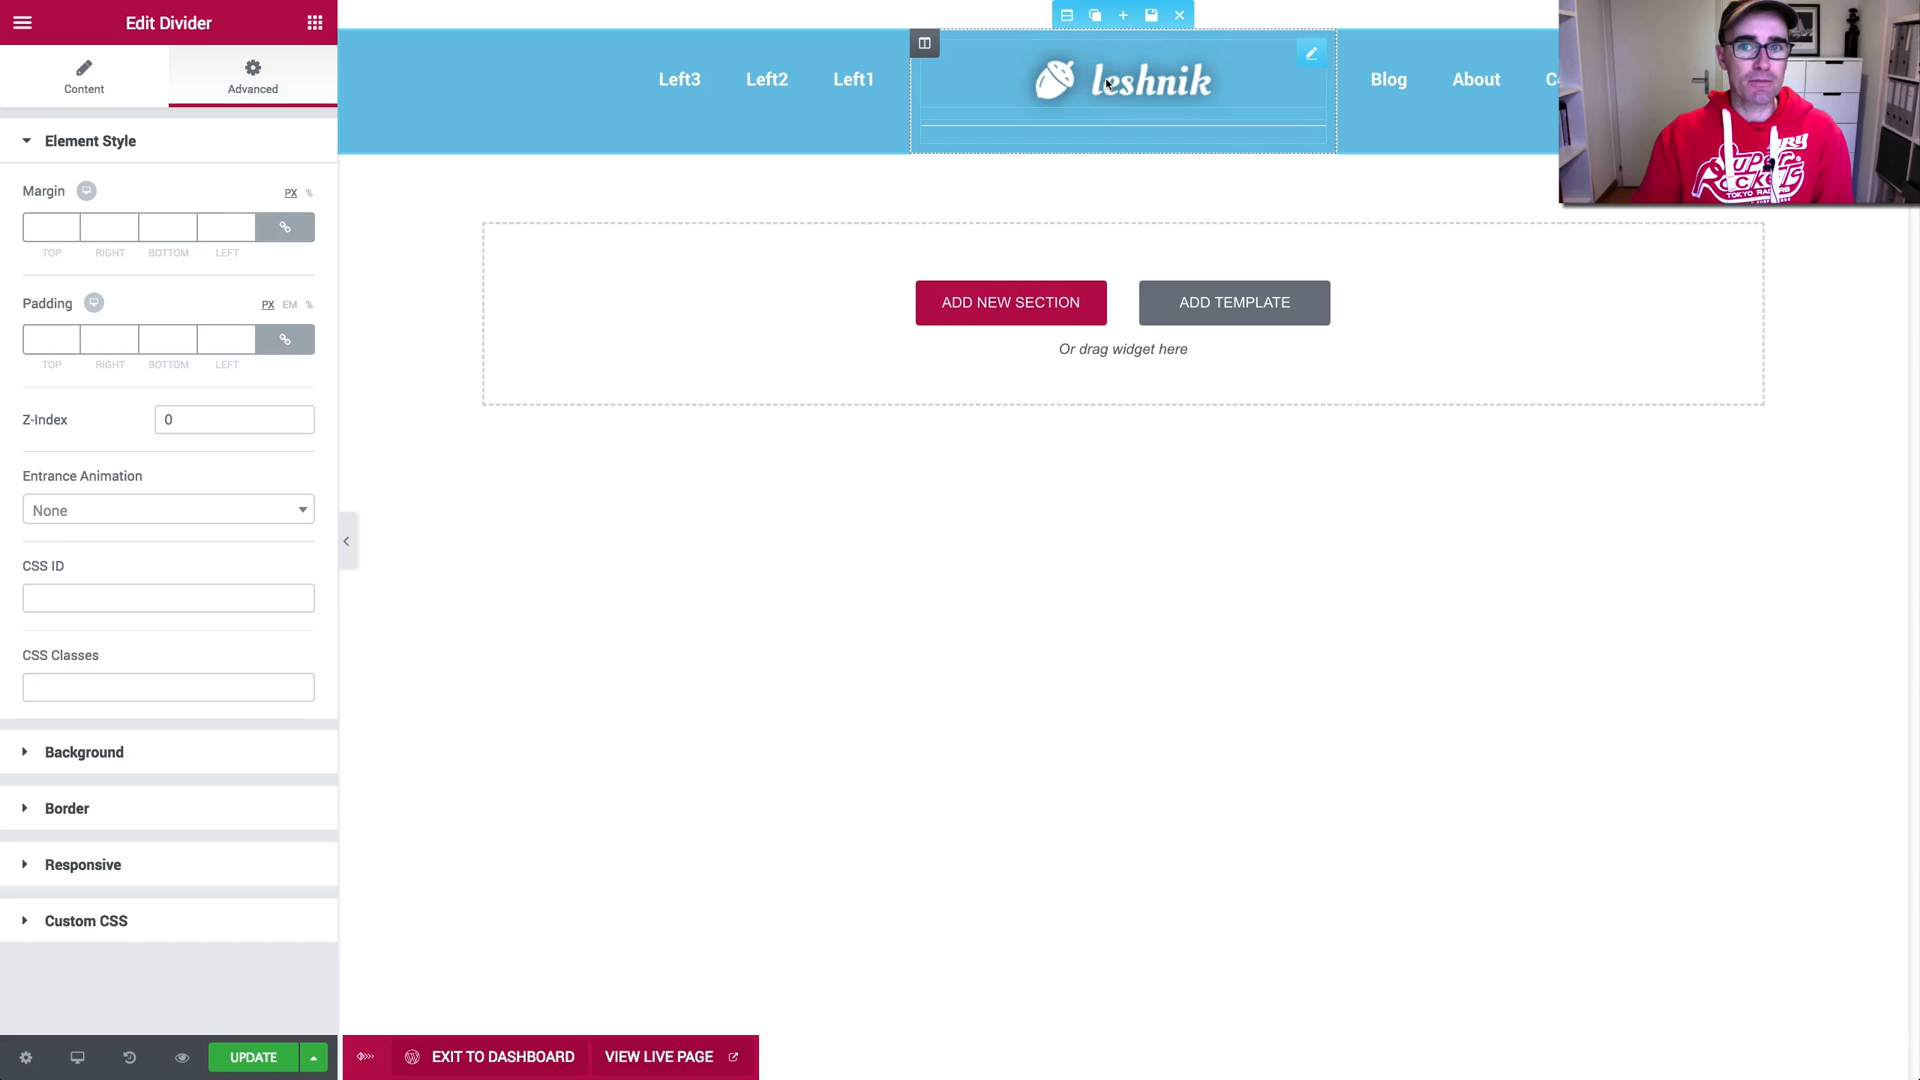 Edit Divider
Content
Advanced
Element Style
Margin
PX %
TOP RIGHT BOTTOM LEFT
Padding
PX EM %
TOP RIGHT BOTTOM LEFT
Z-Index
0
Entrance Animation
None
CSS ID
CSS Classes
Background
Border
Responsive
Custom CSS
UPDATE
Left3 Left2 Left1
leshnik
Blog About
ADD NEW SECTION
ADD TEMPLATE
Or drag widget here
EXIT TO DASHBOARD
VIEW LIVE PAGE